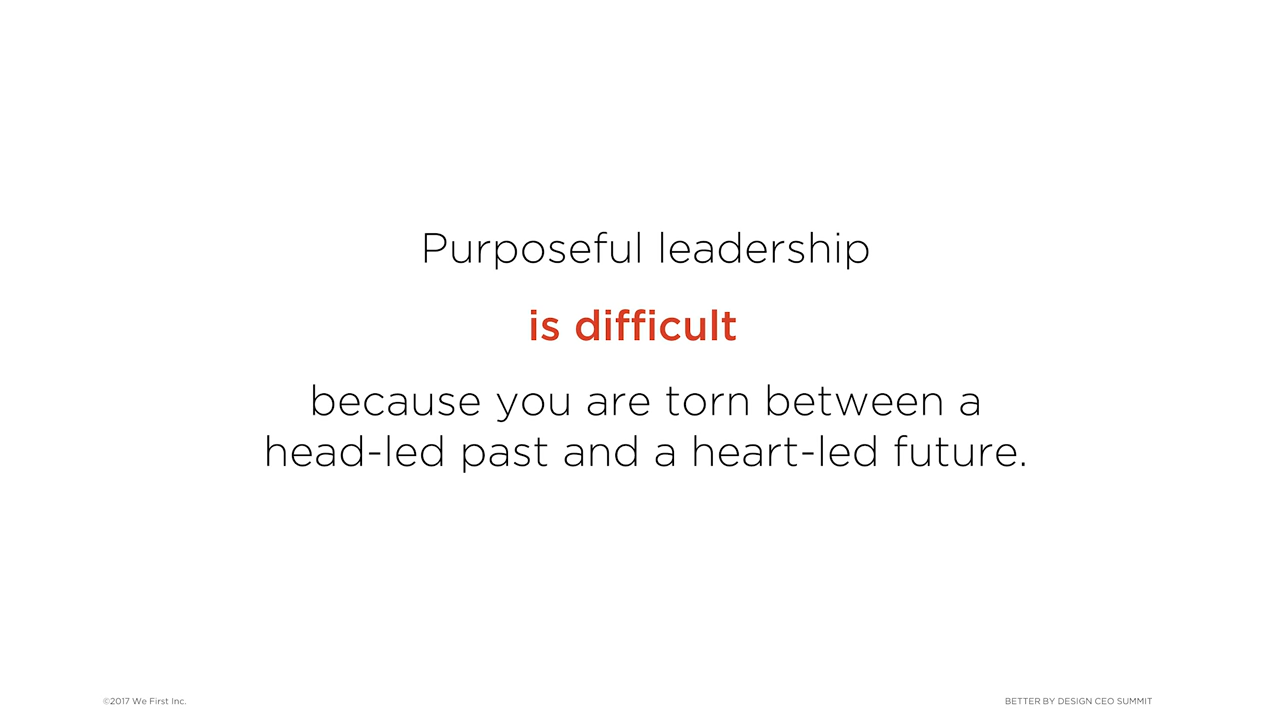 Purposeful leadership
is difficult
because you are torn between a
head-led past and a heart-led future.
©2017 We First Inc.
BETTER BY DESIGN CEO SUMMIT